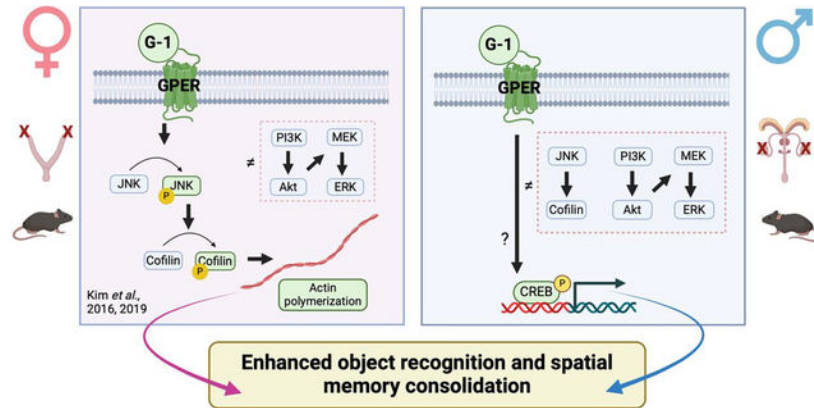 G-1
GPER
JNK
JNK
P
Cofilin
Cofilin
P
≠
PI3K
MEK
Akt
ERK
Actin
polymerization
Kim et al.,
2016, 2019
X X
G-1
GPER
≠
JNK
PI3K
MEK
Cofilin
Akt
ERK
?
CREB
P
X X
Enhanced object recognition and spatial
memory consolidation